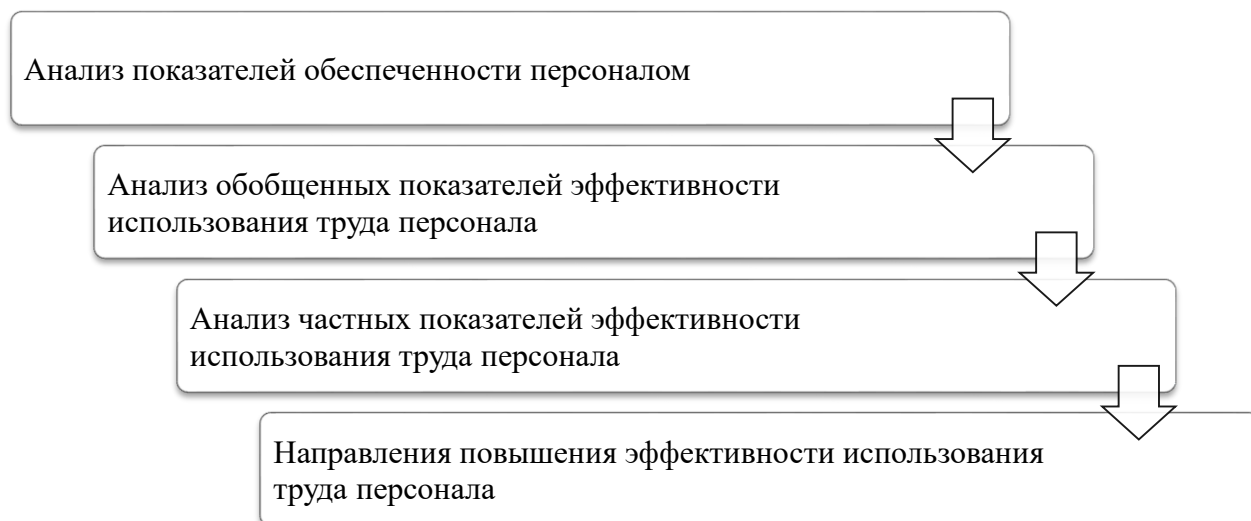 Анализ показателей обеспеченности персоналом
Анализ обобщенных показателей эффективности
использования труда персонала
Анализ частных показателей эффективности
использования труда персонала
Направления повышения эффективности использования
труда персонала